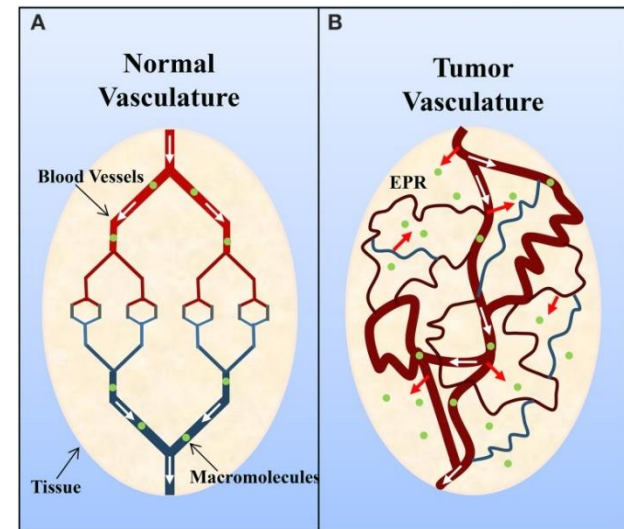 A
Normal
Vasculature
Blood Vessels
Tissue
Macromolecules
B
Tumor
Vasculature
EPR